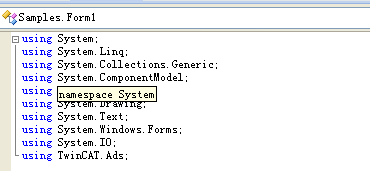 Samples.Form1
using System;
using System.Linq;
using System.Collections.Generic;
using System.ComponentModel;
using
namespace System
using System.Drawing;
using System.Text;
using System.Windows.Forms;
using System.IO;
using TwinCAT.Ads;